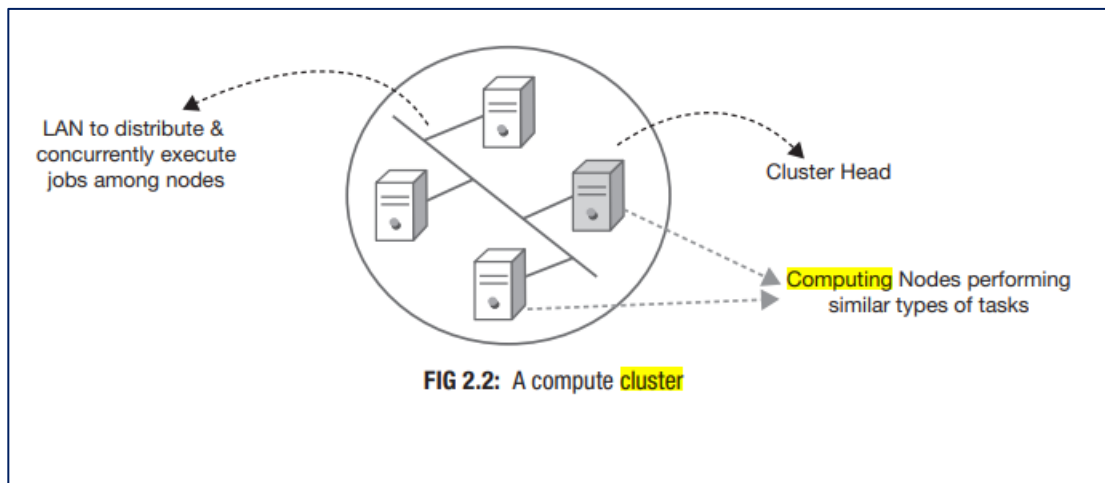 LAN to distribute &
concurrently execute
jobs among nodes
Cluster Head
Computing Nodes performing
similar types of tasks
FIG 2.2: A compute cluster